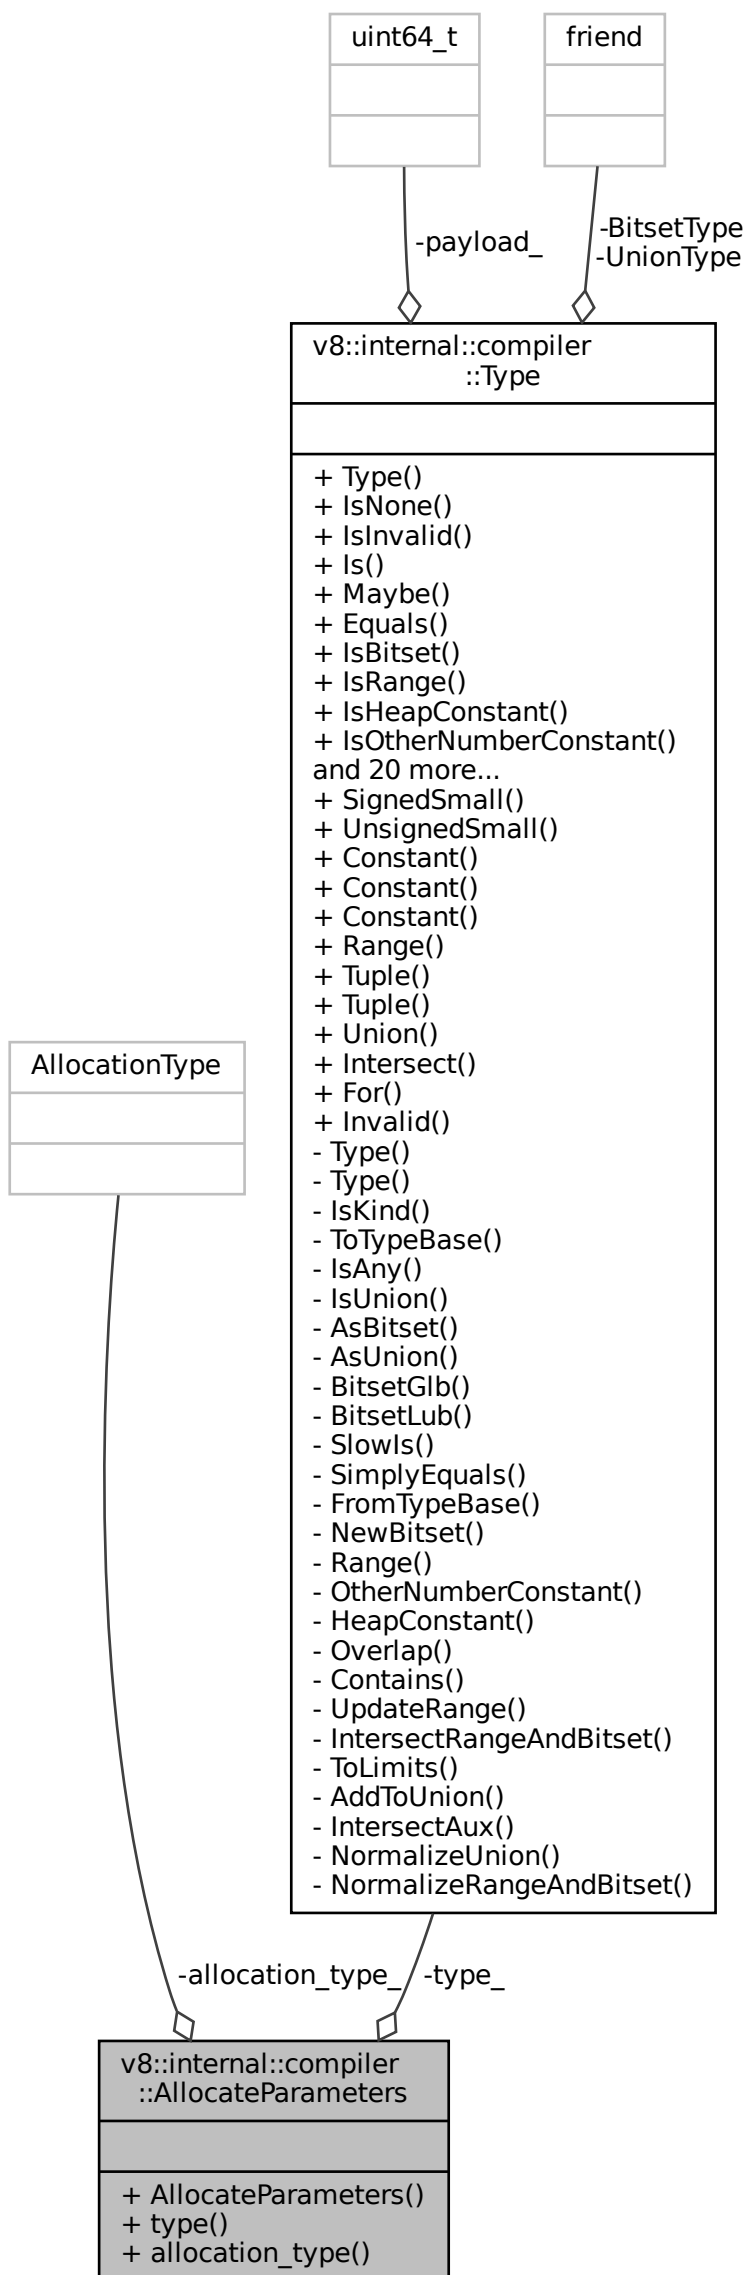 uint64_t
friend
-payload_
-BitsetType
-UnionType
v8::internal::compiler
::Type
+ Type()
+ IsNone()
+ IsInvalid()
+ Is()
+ Maybe()
+ Equals()
+ IsBitset()
+ IsRange()
+ IsHeapConstant()
+ IsOtherNumberConstant()
and 20 more...
+ SignedSmall()
+ UnsignedSmall()
+ Constant()
+ Constant()
+ Constant()
+ Range()
+ Tuple()
+ Tuple()
+ Union()
+ Intersect()
+ For()
+ Invalid()
- Type()
- Type()
- IsKind()
- ToTypeBase()
- IsAny()
- IsUnion()
- AsBitset()
- AsUnion()
- BitsetGlb()
- BitsetLub()
- SlowIs()
- SimplyEquals()
- FromTypeBase()
- NewBitset()
- Range()
- OtherNumberConstant()
- HeapConstant()
- Overlap()
- Contains()
- UpdateRange()
- IntersectRangeAndBitset()
- ToLimits()
- AddToUnion()
- IntersectAux()
- NormalizeUnion()
- NormalizeRangeAndBitset()
AllocationType
-allocation_type_
-type_
v8::internal::compiler
::AllocateParameters
+ AllocateParameters()
+ type()
+ allocation_type()